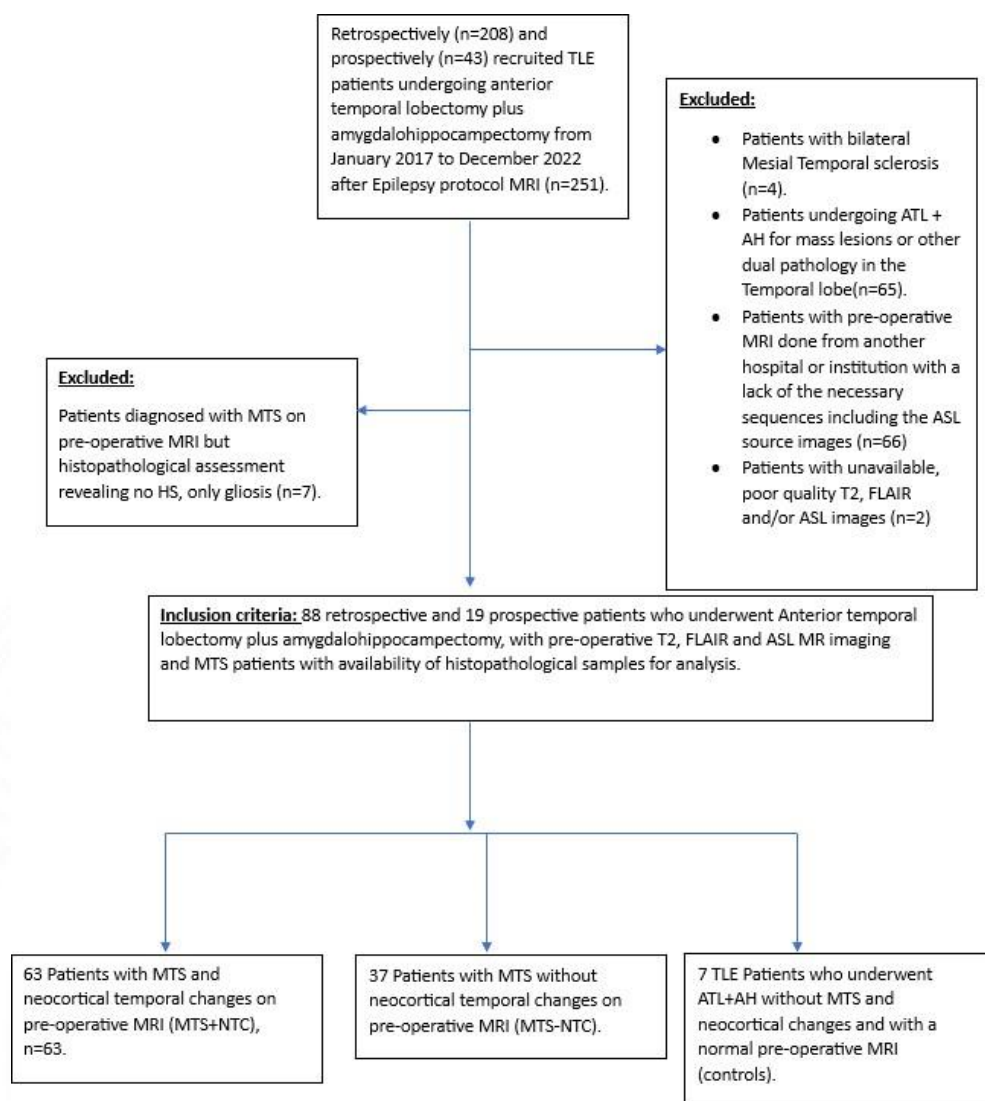 Retrospectively (n=208) and
prospectively (n=43) recruited TLE
patients undergoing anterior
temporal lobectomy plus
amygdalohippocampectomy from
January 2017 to December 2022
after Epilepsy protocol MRI (n=251).
Excluded:
• Patients with bilateral
Mesial Temporal sclerosis
(n=4).
• Patients undergoing ATL +
AH for mass lesions or other
dual pathology in the
Temporal lobe(n=65).
• Patients with pre-operative
MRI done from another
hospital or institution with a
lack of the necessary
sequences including the ASL
source images (n=66)
• Patients with unavailable,
poor quality T2, FLAIR
and/or ASL images (n=2)
Excluded:
Patients diagnosed with MTS on
pre-operative MRI but
histopathological assessment
revealing no HS, only gliosis (n=7).
Inclusion criteria: 88 retrospective and 19 prospective patients who underwent Anterior temporal
lobectomy plus amygdalohippocampectomy, with pre-operative T2, FLAIR and ASL MR imaging
and MTS patients with availability of histopathological samples for analysis.
63 Patients with MTS and
neocortical temporal changes on
pre-operative MRI (MTS+NTC),
n=63.
37 Patients with MTS without
neocortical temporal changes on
pre-operative MRI (MTS-NTC).
7 TLE Patients who underwent
ATL+AH without MTS and
neocortical changes and with a
normal pre-operative MRI
(controls).